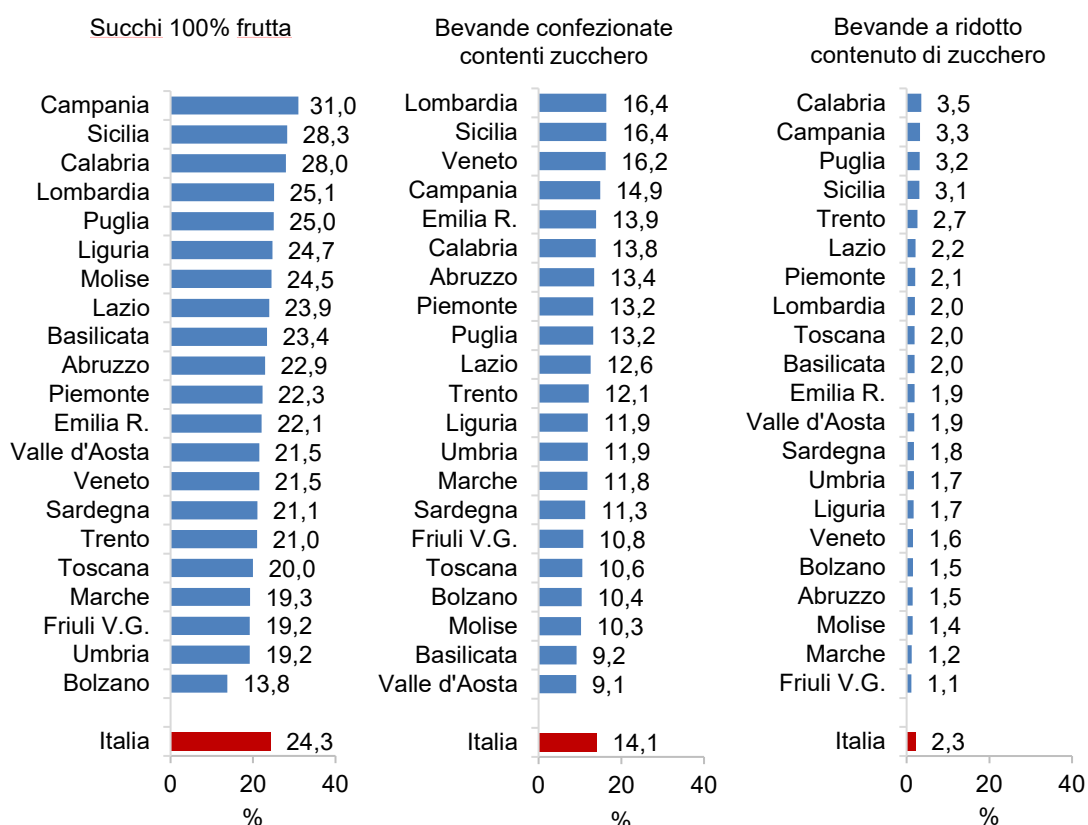 Succhi 100% frutta
Campania 31,0
Sicilia 28,3
Calabria 28,0
Lombardia 25,1
Puglia 25,0
Liguria 24,7
Molise 24,5
Lazio 23,9
Basilicata 23,4
Abruzzo 22,9
Piemonte 22,3
Emilia R. 22,1
Valle d'Aosta 21,5
Veneto 21,5
Sardegna 21,1
Trento 21,0
Toscana 20,0
Marche 19,3
Friuli V.G. 19,2
Umbria 19,2
Bolzano 13,8
Italia 24,3
0 20 40
%
Bevande confezionate
contenti zucchero
Lombardia 16,4
Sicilia 16,4
Veneto 16,2
Campania 14,9
Emilia R. 13,9
Calabria 13,8
Abruzzo 13,4
Piemonte 13,2
Puglia 13,2
Lazio 12,6
Trento 12,1
Liguria 11,9
Umbria 11,9
Marche 11,8
Sardegna 11,3
Friuli V.G. 10,8
Toscana 10,6
Bolzano 10,4
Molise 10,3
Basilicata 9,2
Valle d'Aosta 9,1
Italia 14,1
0 20 40
%
Bevande a ridotto
contenuto di zucchero
Calabria 3,5
Campania 3,3
Puglia 3,2
Sicilia 3,1
Trento 2,7
Lazio 2,2
Piemonte 2,1
Lombardia 2,0
Toscana 2,0
Basilicata 2,0
Emilia R. 1,9
Valle d'Aosta 1,9
Sardegna 1,8
Umbria 1,7
Liguria 1,7
Veneto 1,6
Bolzano 1,5
Abruzzo 1,5
Molise 1,4
Marche 1,2
Friuli V.G. 1,1
Italia 2,3
0 20 40
%